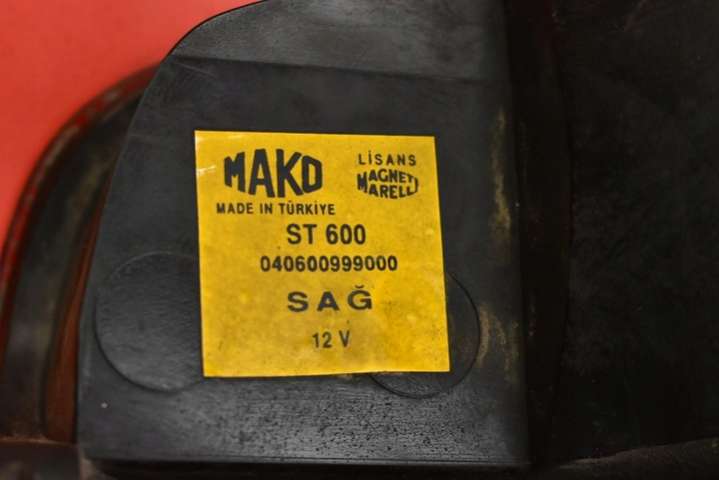 MAKO
LİSANS
MAGNETI
MARELLI
MADE IN TÜRKİYE
ST 600
040600999000
SAĞ
12 V